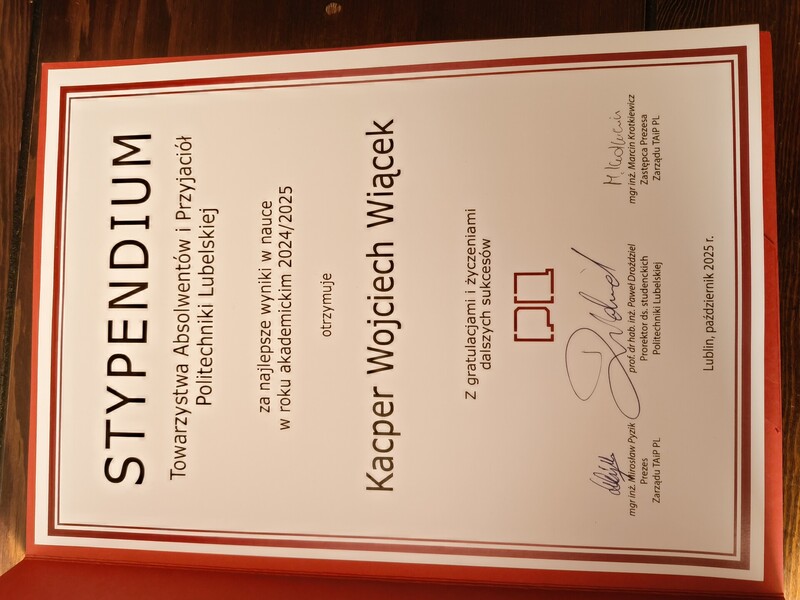 STYPENDIUM
Towarzystwa Absolwentów i Przyjaciół
Politechniki Lubelskiej
za najlepsze wyniki w nauce
w roku akademickim 2024/2025
otrzymuje
Kacper Wojciech Wiącek
Z gratulacjami i życzeniami
dalszych sukcesów
mgr inż. Mirosław Pyzik
Prezes
Zarządu TAiP PL
prof. dr hab. inż. Paweł Droździel
Prorektor ds. studenckich
Politechniki Lubelskiej
mgr inż. Marcin Krotkiewicz
Zastępca Prezesa
Zarządu TAiP PL
Lublin, październik 2025 r.